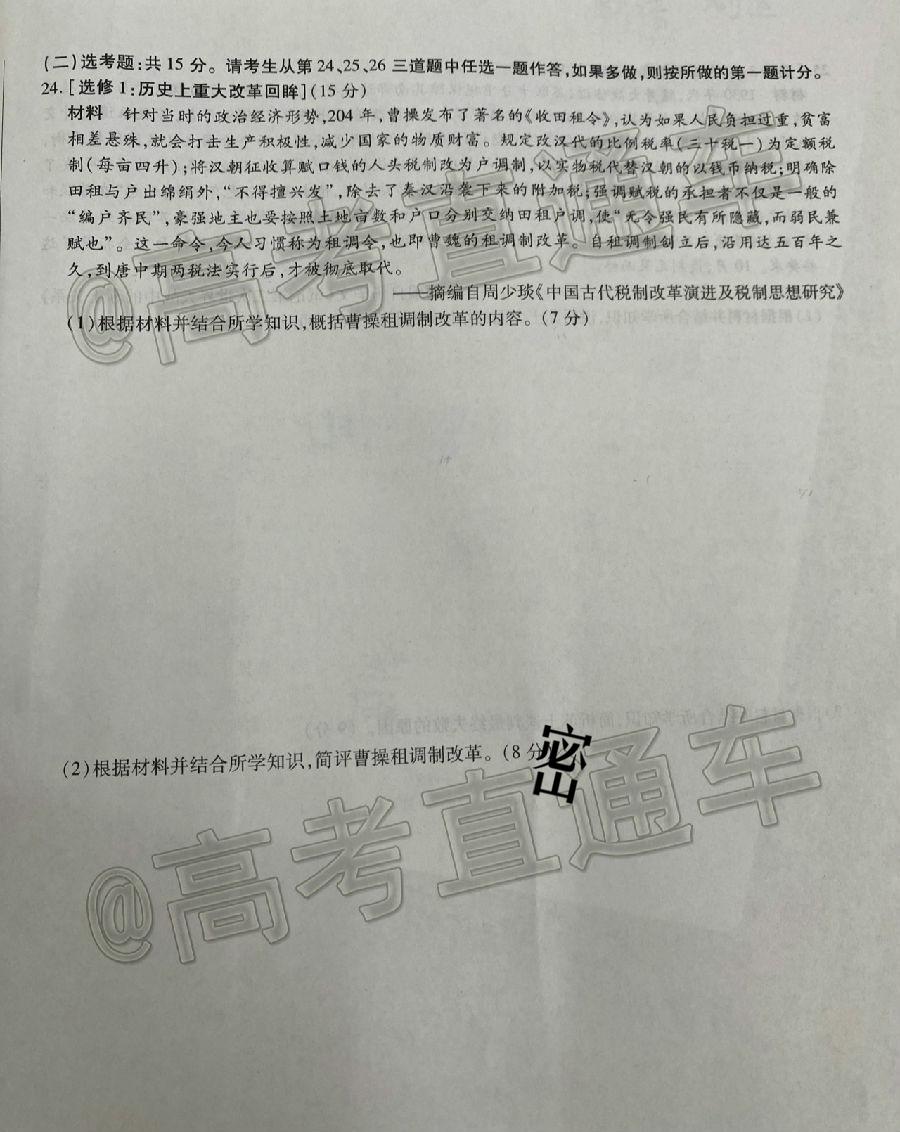 (二)选考题:共15分。请考生从第24、25、26三道题中任选一题作答,如果多做,则按所做的第一题计分。
24.[选修1:历史上重大改革回眸](15分)
材料 针对当时的政治经济形势,204年,曹操发布了著名的《收田租令》,认为如果人民负担过重,贫富
相差悬殊,就会打击生产积极性,减少国家的物质财富。规定改汉代的比例税率(三十税一)为定额税
制(每亩四升);将汉朝征收算赋口钱的人头税制改为户调制,以实物税代替汉朝的以钱币纳税;明确除
田租与户出绵绢外,“不得擅兴发”,除去了秦汉沿袭下来的附加税;强调赋税的承担者不仅是一般的
“编户齐民”,豪强地主也要按照土地亩数和户口分别交纳田租户调,使“无令强民有所隐藏,而弱民兼
赋也”。这一命令,今人习惯称为租调令,也即曹魏的租调制改革。自租调制创立后,沿用达五百年之
久,到唐中期两税法实行后,才被彻底取代。
——摘编自周少琰《中国古代税制改革演进及税制思想研究》
(1)根据材料并结合所学知识,概括曹操租调制改革的内容。(7分)
@高考直通车
(2)根据材料并结合所学知识,简评曹操租调制改革。(8分
密
@高考直通车